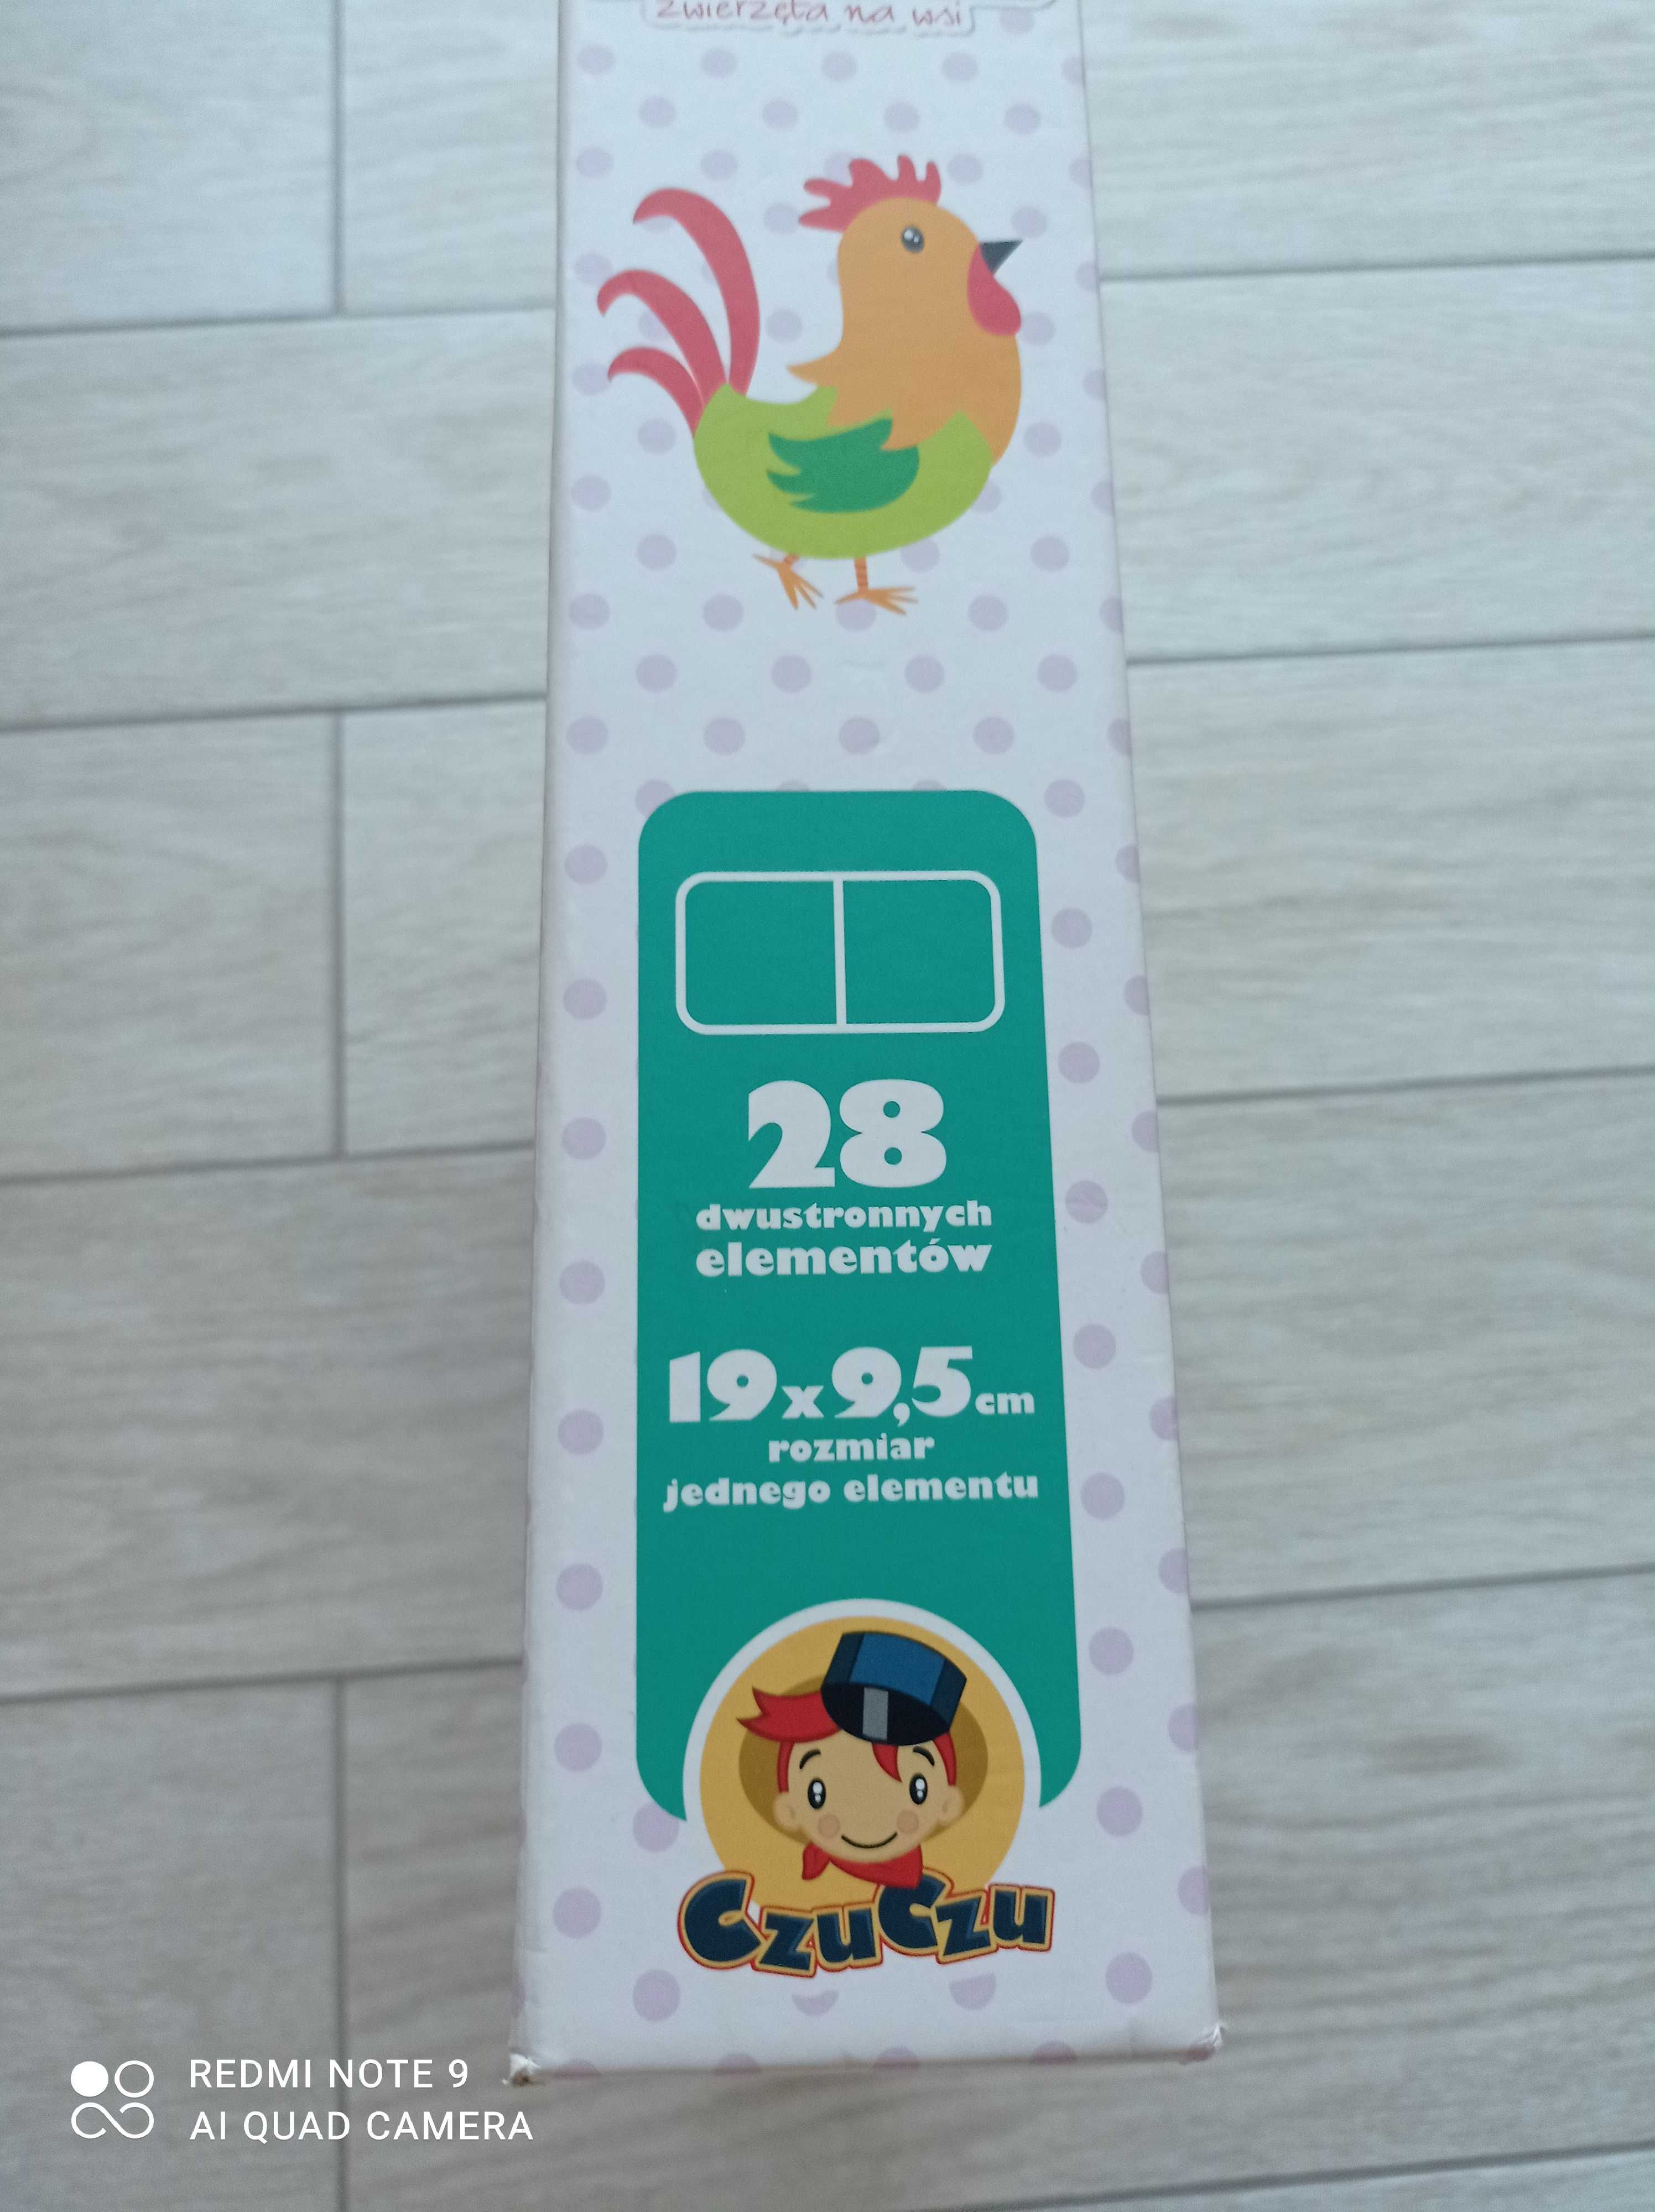 zwierzęta na wsi
28
dwustronnych
elementów
19x9,5cm
rozmiar
jednego elementu
CzuCzu
REDMI NOTE 9
AI QUAD CAMERA